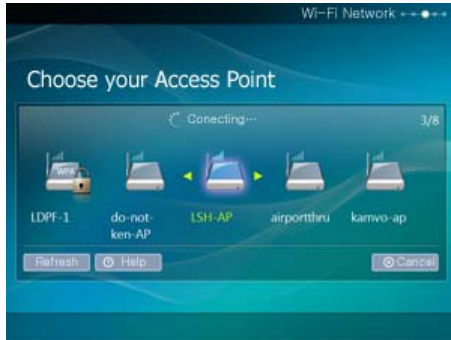 Wi-Fi Network
Choose your Access Point
Conecting...
3/8
WPA
LDPF-1
do-not-
ken-AP
LSH-AP
airportthru
kamvo-ap
Refresh
Help
Cancel